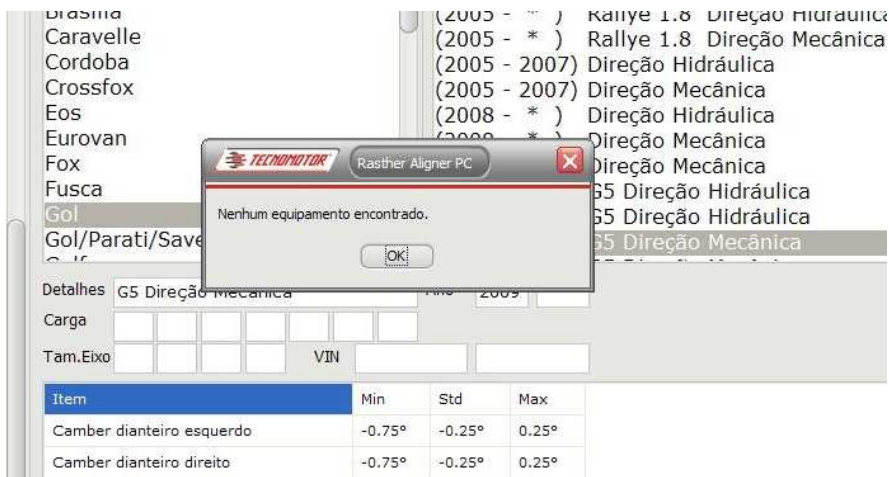 Brasília
Caravelle
Cordoba
Crossfox
Eos
Eurovan
Fox
Fusca
Gol
Gol/Parati/Save
(2005 - * ) Rallye 1.8 Direção Hidráulica
(2005 - * ) Rallye 1.8 Direção Mecânica
(2005 - 2007) Direção Hidráulica
(2005 - 2007) Direção Mecânica
(2008 - * ) Direção Hidráulica
Direção Mecânica
Direção Mecânica
G5 Direção Hidráulica
G5 Direção Hidráulica
G5 Direção Mecânica
TECNOMOTOR
Rasther Aligner PC
Nenhum equipamento encontrado.
OK
Detalhes G5 Direção Mecânica Ano 2009
Carga
Tam.Eixo VIN
Item Min Std Max
Camber dianteiro esquerdo -0.75° -0.25° 0.25°
Camber dianteiro direito -0.75° -0.25° 0.25°